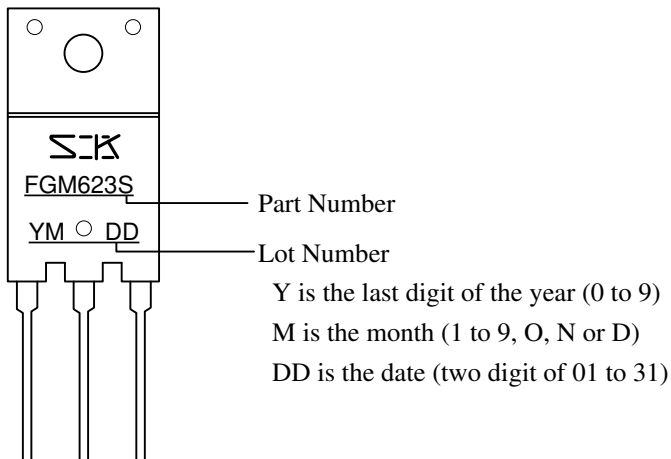 SK
FGM623S
Part Number
YM DD
Lot Number
Y is the last digit of the year (0 to 9)
M is the month (1 to 9, O, N or D)
DD is the date (two digit of 01 to 31)